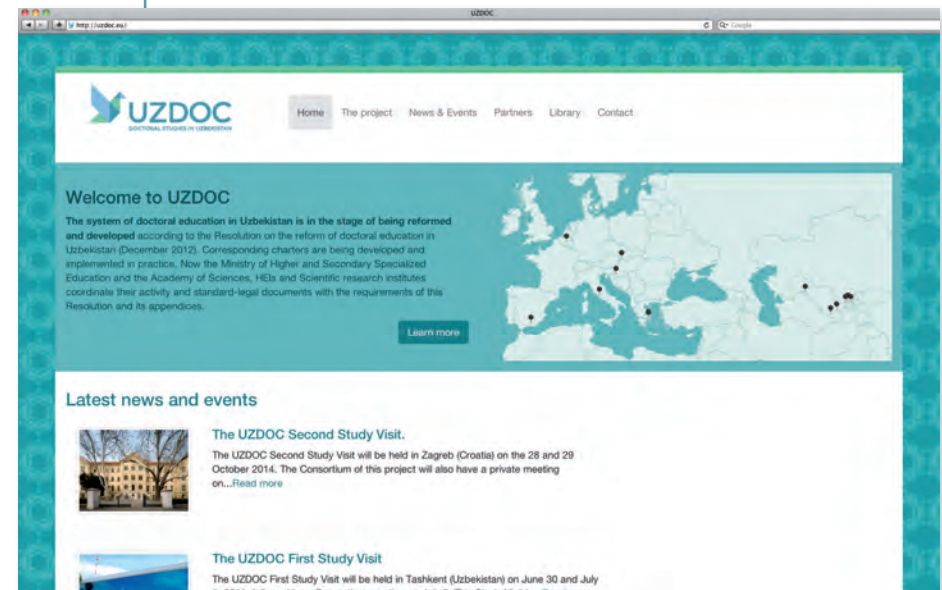 UZDOC
http://uzdoc.eu/
Google
UZDOC
DOCTORAL STUDIES IN UZBEKISTAN
Home The project News & Events Partners Library Contact
Welcome to UZDOC
The system of doctoral education in Uzbekistan is in the stage of being reformed
and developed according to the Resolution on the reform of doctoral education in
Uzbekistan (December 2012). Corresponding charters are being developed and
implemented in practice. Now the Ministry of Higher and Secondary Specialized
Education and the Academy of Sciences, HEIs and Scientific research institutes
coordinate their activity and standard-legal documents with the requirements of this
Resolution and its appendices.
Learn more
Latest news and events
The UZDOC Second Study Visit.
The UZDOC Second Study Visit will be held in Zagreb (Croatia) on the 28 and 29
October 2014. The Consortium of this project will also have a private meeting
on...Read more
The UZDOC First Study Visit
The UZDOC First Study Visit will be held in Tashkent (Uzbekistan) on June 30 and July